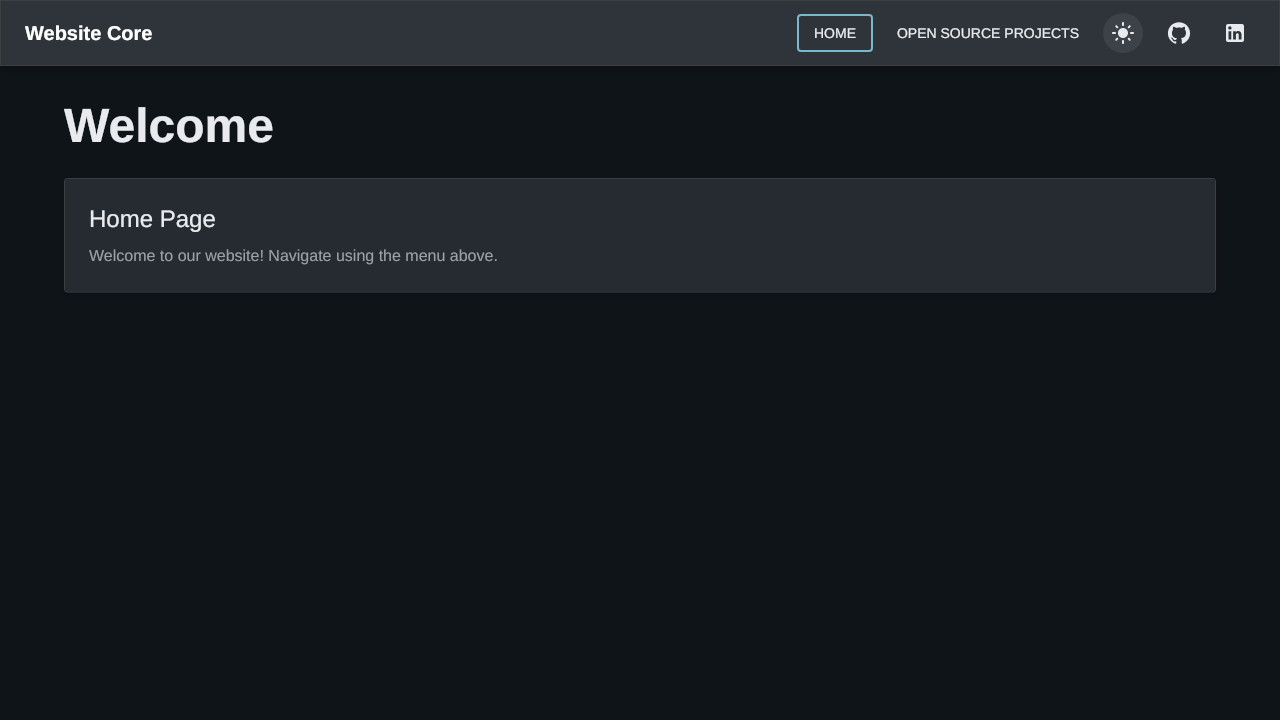 Website Core
HOME
OPEN SOURCE PROJECTS
Welcome
Home Page
Welcome to our website! Navigate using the menu above.